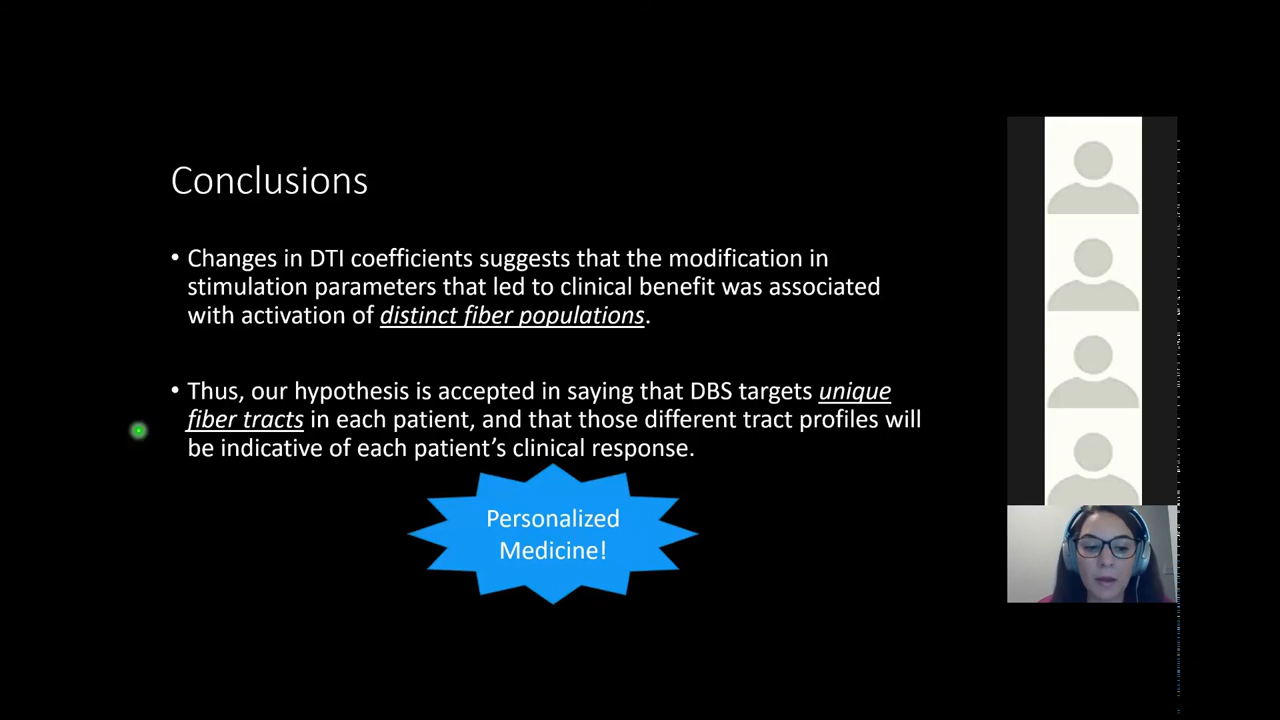 Conclusions
• Changes in DTI coefficients suggests that the modification in
stimulation parameters that led to clinical benefit was associated
with activation of distinct fiber populations.
• Thus, our hypothesis is accepted in saying that DBS targets unique
fiber tracts in each patient, and that those different tract profiles will
be indicative of each patient’s clinical response.
Personalized
Medicine!